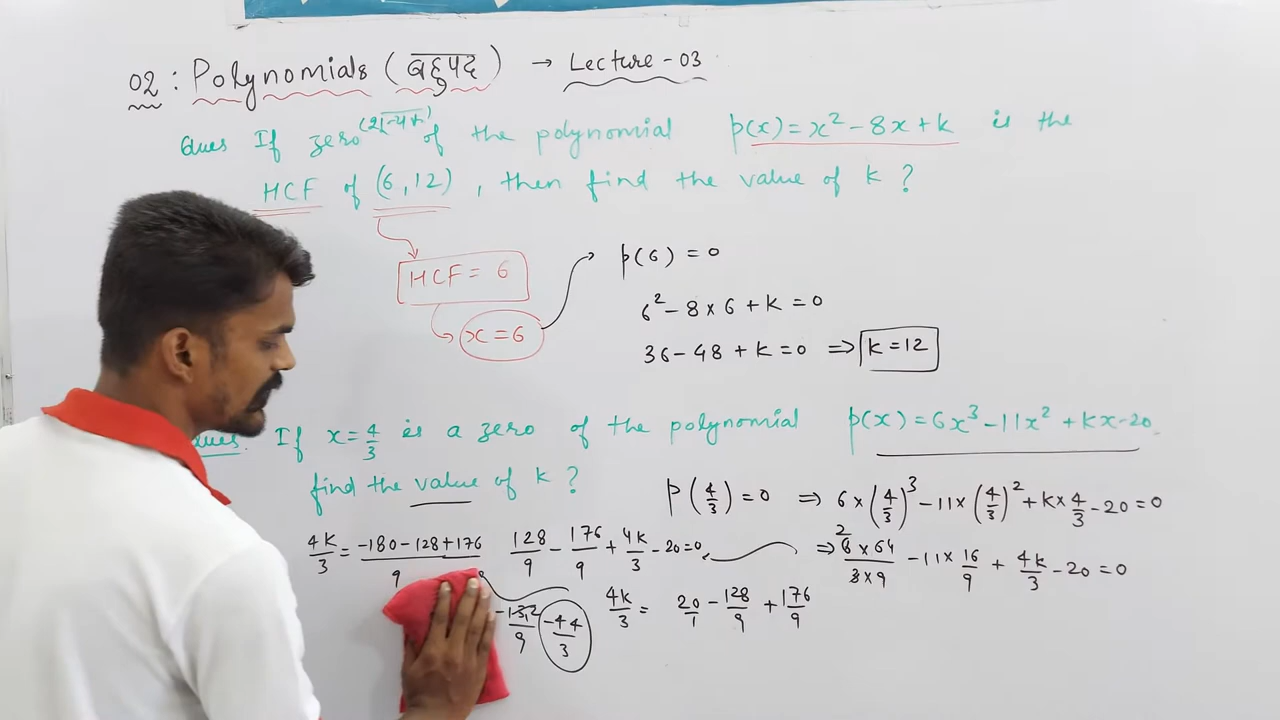 02 : Polynomials (बहुपद) → Lecture - 03
(शून्यक)
Ques If zero of the polynomial p(x) = x² - 8x + k is the
HCF of (6, 12), then find the value of k ?
HCF = 6
x = 6
p(6) = 0
6² - 8 × 6 + k = 0
36 - 48 + k = 0 ⇒ k = 12
Ques. If x = 4/3 is a zero of the polynomial p(x) = 6x³ - 11x² + kx - 20
find the value of k ?
p(4/3) = 0 ⇒ 6 × (4/3)³ - 11 × (4/3)² + k × 4/3 - 20 = 0
⇒ 2 6 × 64 / 3 × 9 - 11 × 16/9 + 4k/3 - 20 = 0
128/9 - 176/9 + 4k/3 - 20 = 0
4k/3 = 20/1 - 128/9 + 176/9
4k/3 = -180 - 128 + 176 / 9
-132/9 -44/3